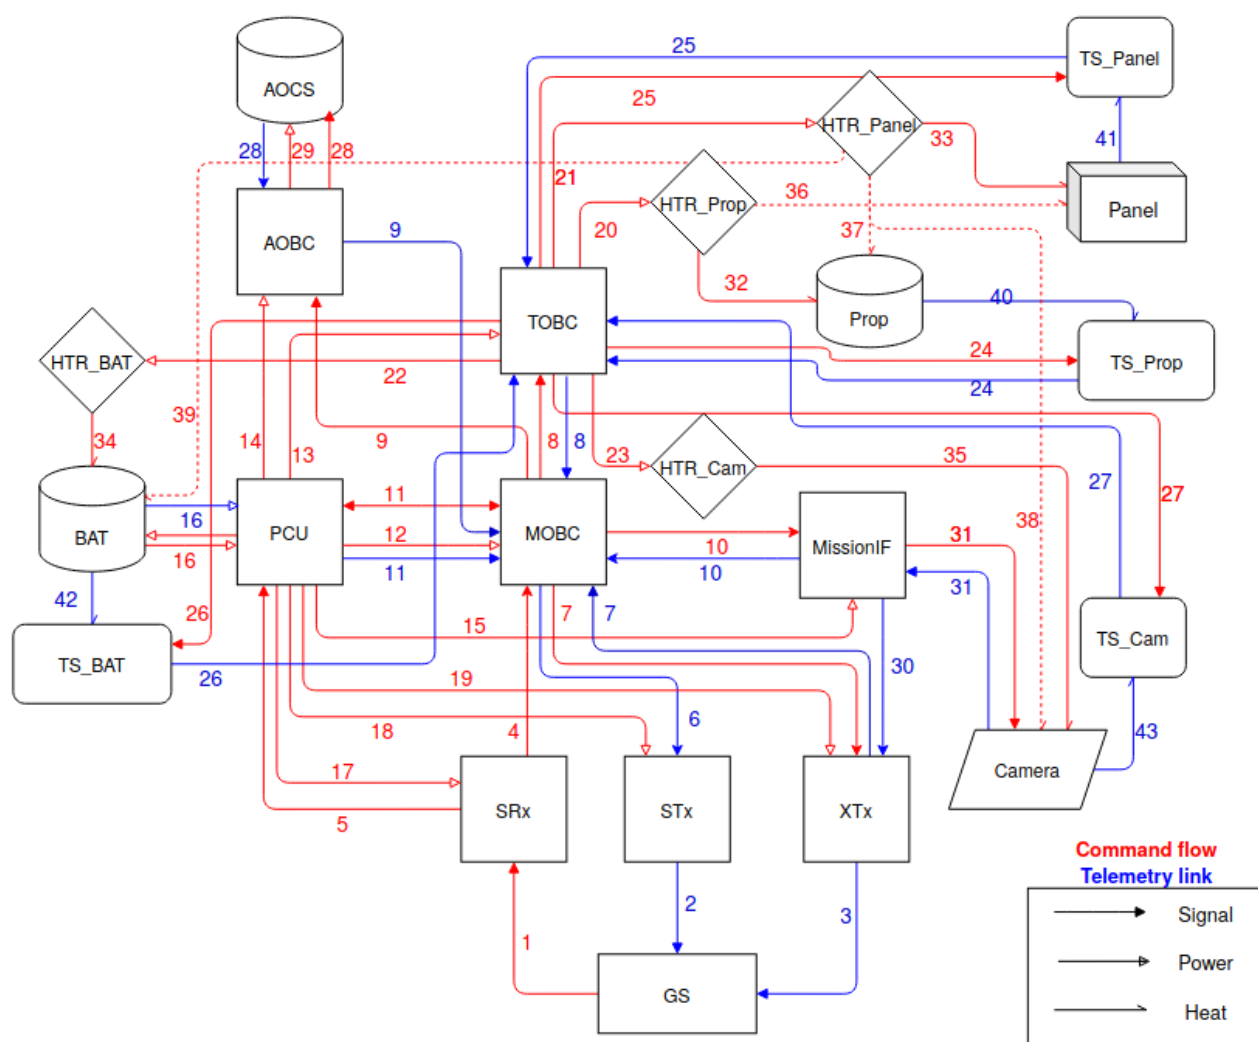 25
TS_Panel
AOCS
25
HTR_Panel
33
41
28
29
28
21
HTR_Prop
36
Panel
9
20
37
AOBC
32
40
TOBC
Prop
HTR_BAT
24
TS_Prop
22
24
39
34
14
13
9
8
8
23
HTR_Cam
35
27
27
11
BAT
16
PCU
12
MOBC
10
MissionIF
31
38
16
11
10
31
42
26
15
7
7
TS_Cam
TS_BAT
26
19
30
18
4
6
43
17
Camera
5
SRx
STx
XTx
Command flow
Telemetry link
2
3
Signal
1
Power
GS
Heat